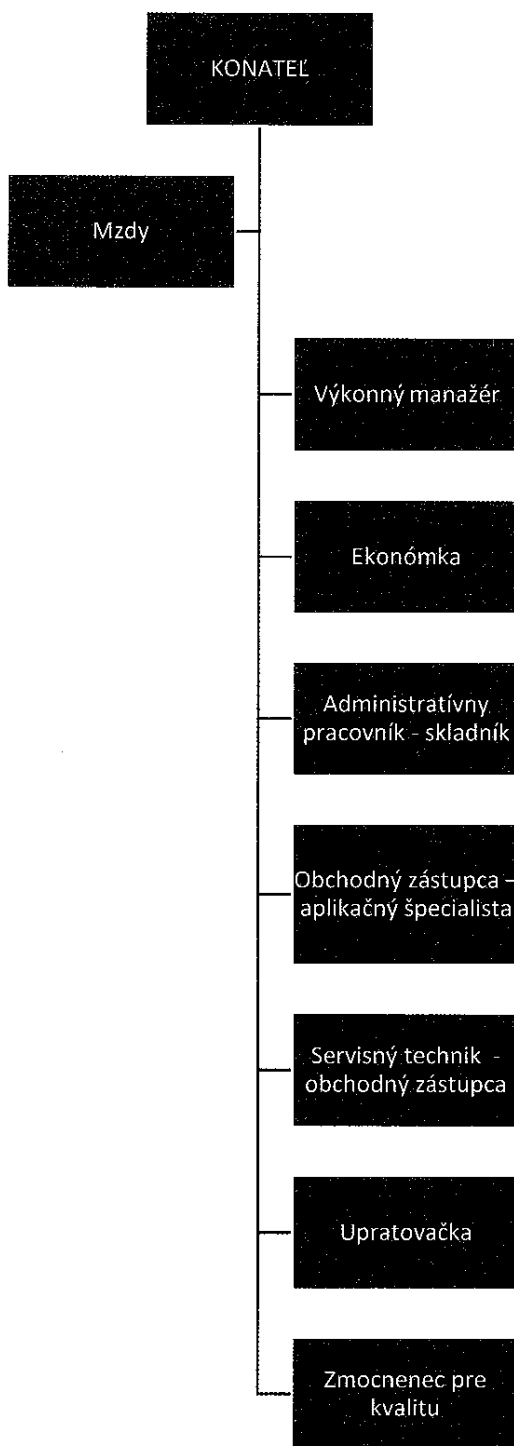 KONATEĽ
Mzdy
Výkonný manažér
Ekonómka
Administratívny
pracovník - skladník
Obchodný zástupca –
aplikačný špecialista
Servisný technik -
obchodný zástupca
Upratovačka
Zmocnenec pre
kvalitu